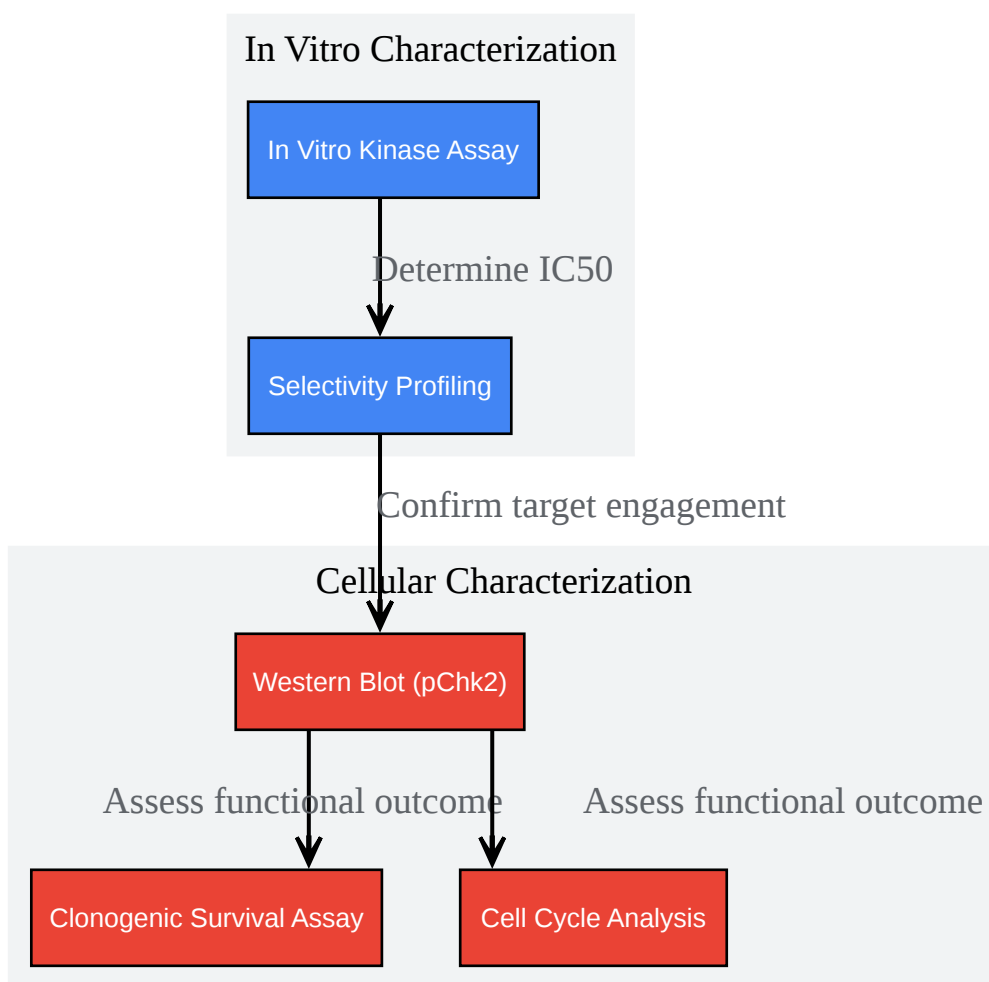 In Vitro Characterization
In Vitro Kinase Assay
Determine IC50
Selectivity Profiling
Confirm target engagement
Cellular Characterization
Western Blot (pChk2)
Assess functional outcome
Assess functional outcome
Clonogenic Survival Assay
Cell Cycle Analysis